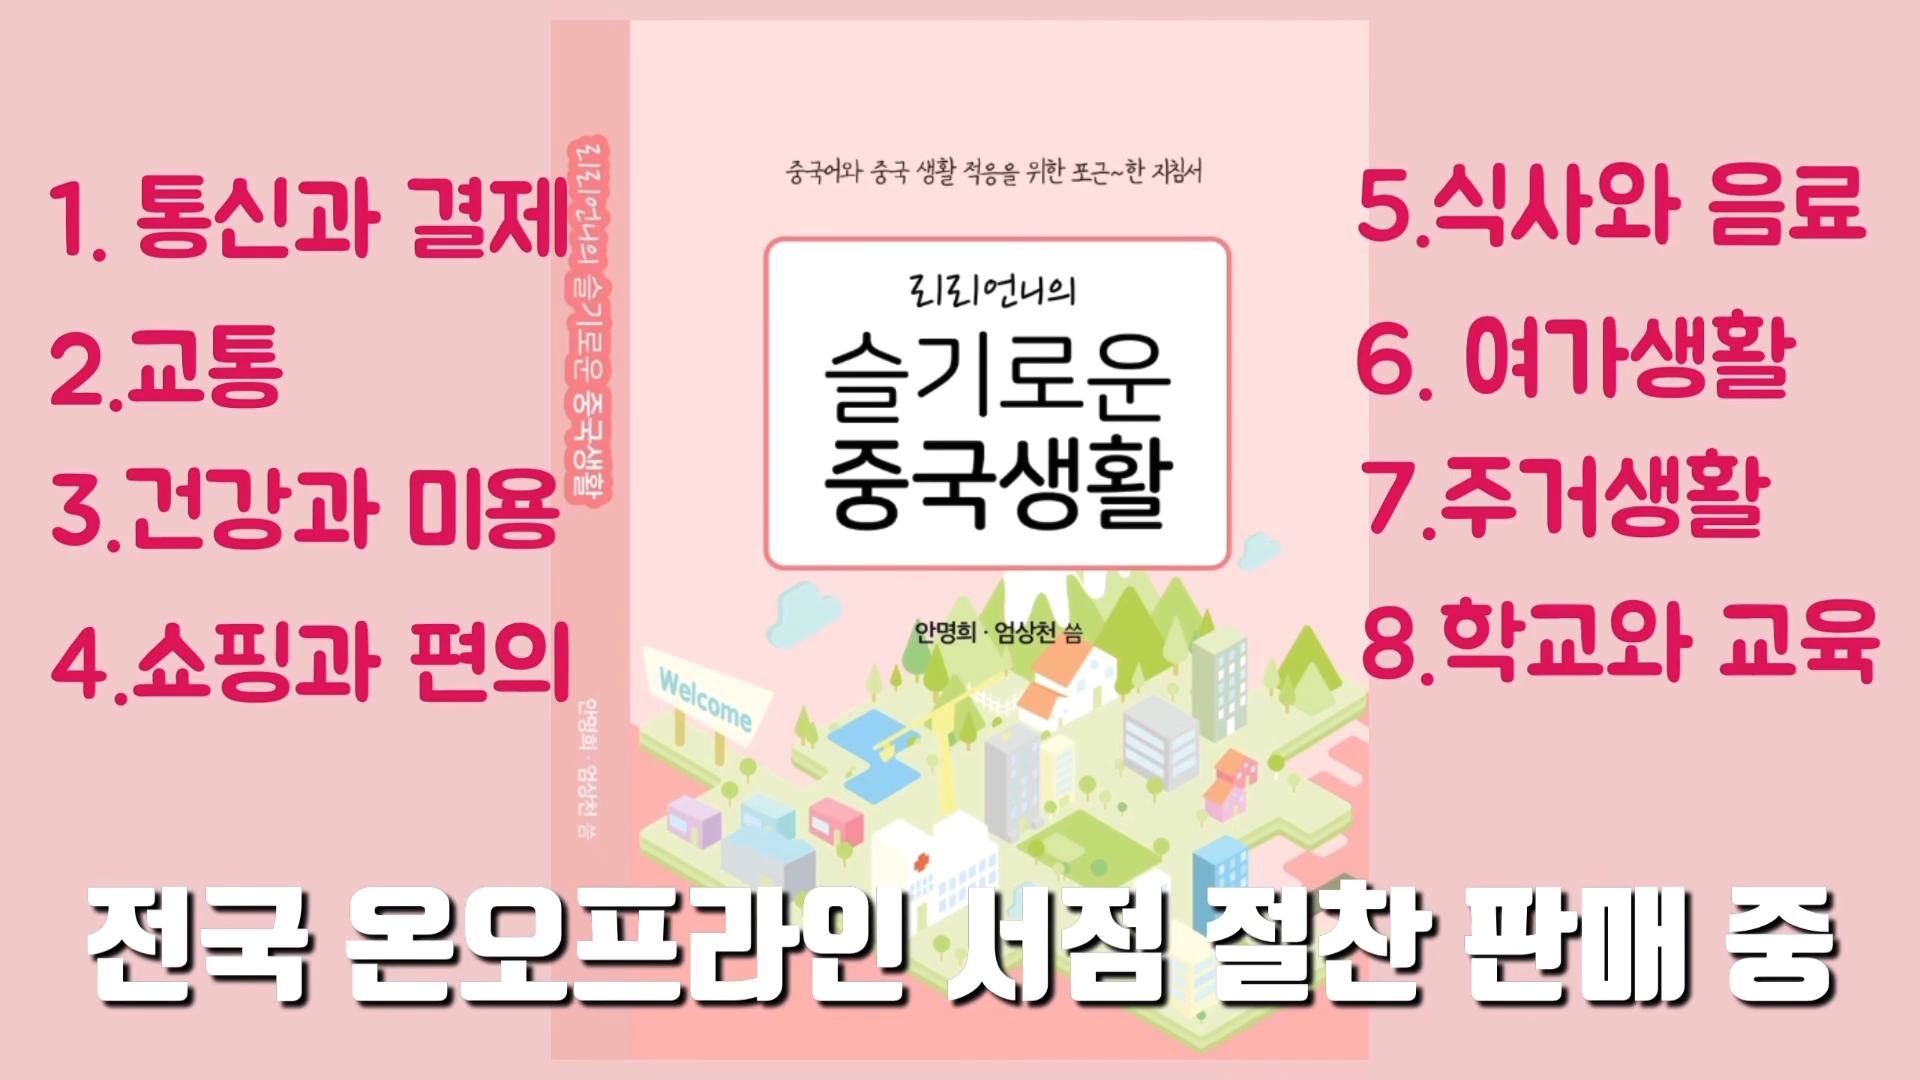 1. 통신과 결제
2.교통
3.건강과 미용
4.쇼핑과 편의
리리언니의 슬기로운 중국생활
안명희 · 엄상천 씀
중국어와 중국 생활 적응을 위한 포근~한 지침서
리리언니의
슬기로운
중국생활
안명희 · 엄상천 씀
Welcome
5.식사와 음료
6. 여가생활
7.주거생활
8.학교와 교육
전국 온오프라인 서점 절찬 판매 중